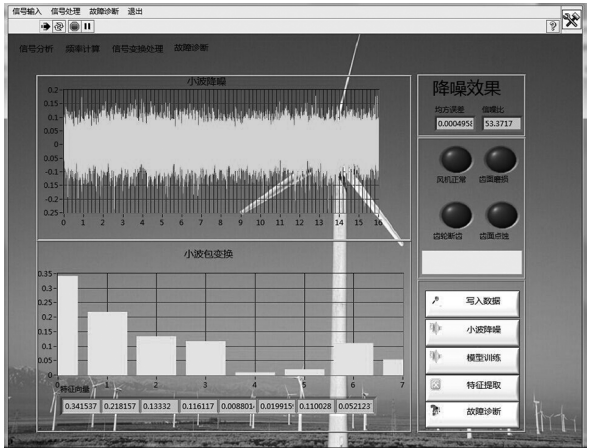 信号输入 信号处理 故障诊断 退出
信号分析 频率计算 信号变换处理 故障诊断
小波降噪
0.2-
0.15-
0.1-
0.05-
0-
-0.05-
-0.1-
-0.15-
-0.2-
0.25-
0 1 2 3 4 5 6 7 8 9 10 11 12 13 14 15 16
小波包变换
0.35-
0.3-
0.25-
0.2-
0.15-
0.1-
0.05-
0-
0 1 2 3 4 5 6 7
特征向量
0.341537 0.218157 0.13332 0.116117 0.008801 0.019915 0.110028 0.052123
降噪效果
均方误差 信噪比
0.000495 53.3717
风机正常 齿面磨损
齿轮断齿 齿面点蚀
写入数据
小波降噪
模型训练
特征提取
故障诊断